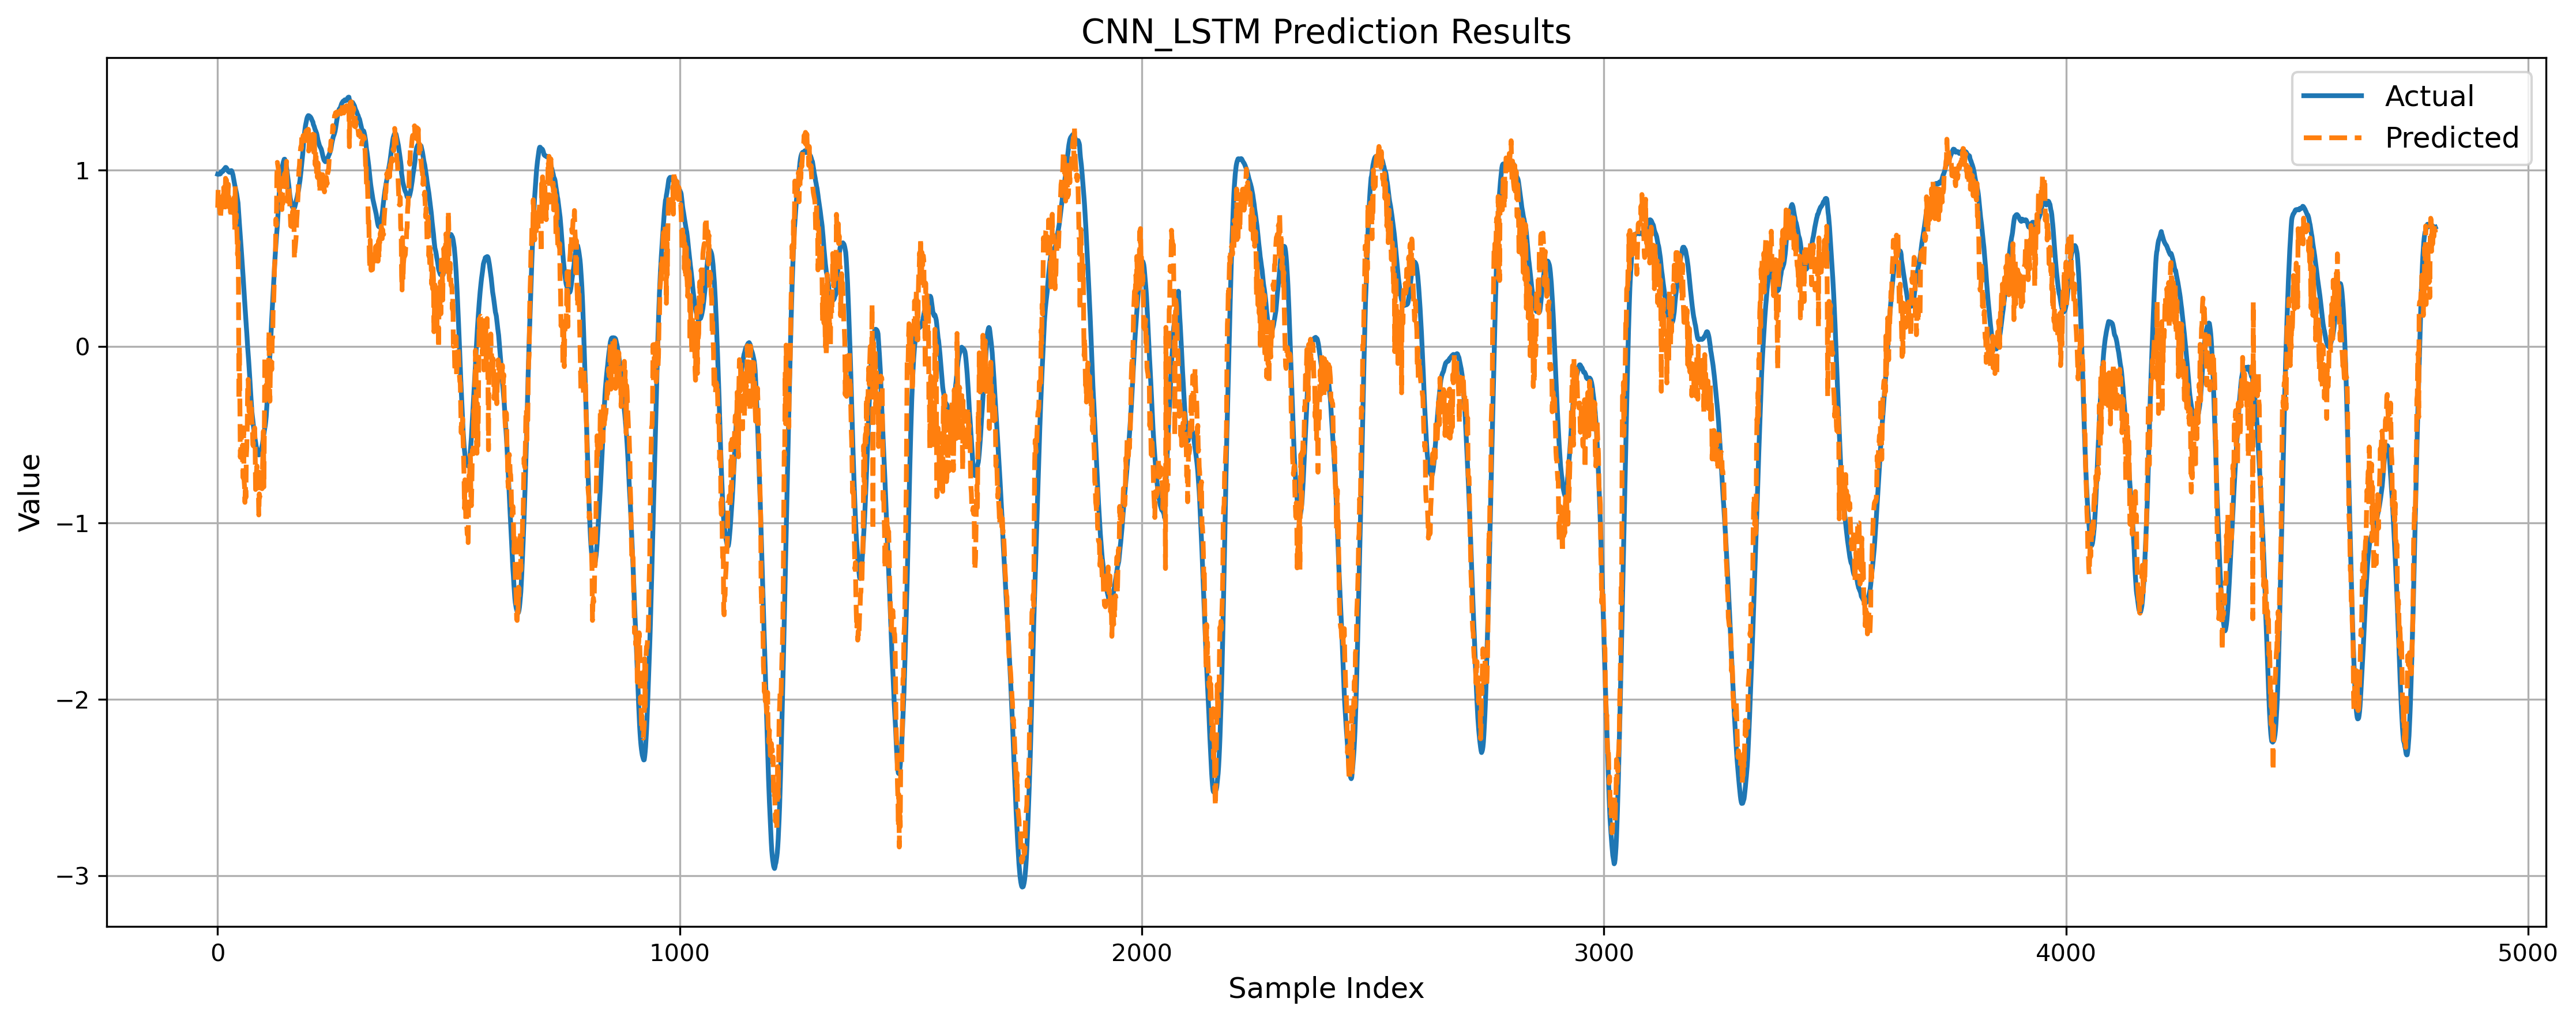 CNN_LSTM Prediction Results
Actual
Predicted
Value
1
0
−1
−2
−3
0
1000
2000
3000
4000
5000
Sample Index